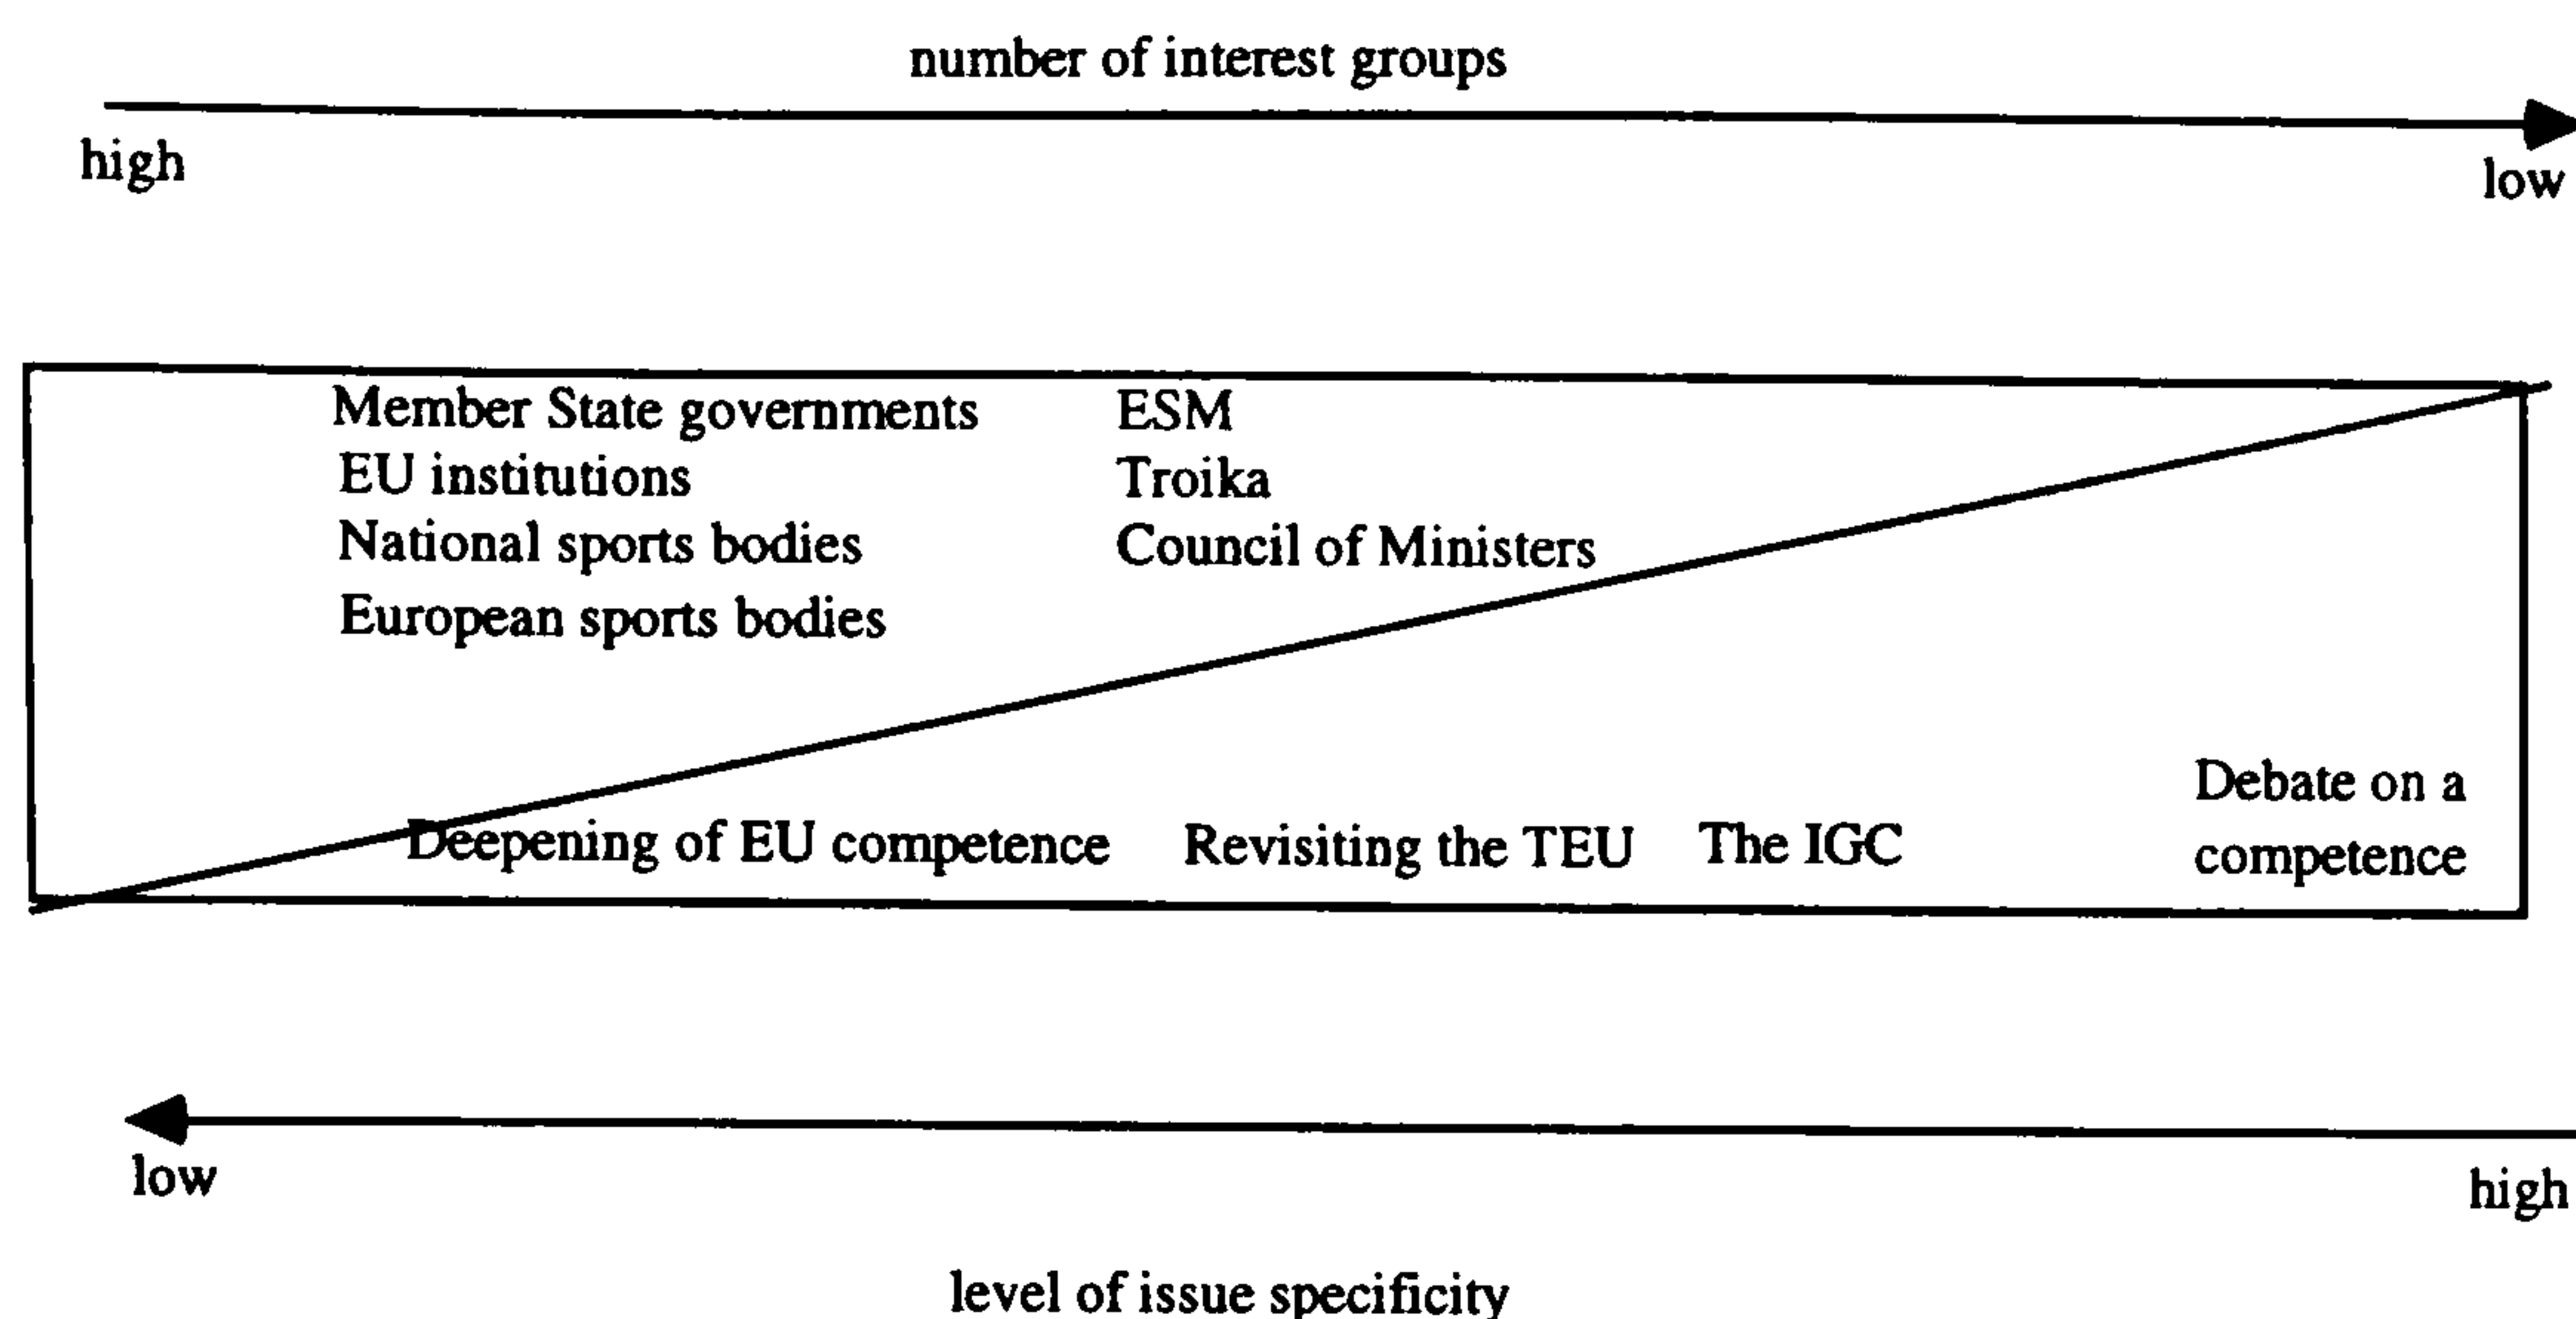 number of interest groups
high
low
Member State governments
EU institutions
National sports bodies
European sports bodies
ESM
Troika
Council of Ministers
Deepening of EU competence
Revisiting the TEU
The IGC
Debate on a
competence
low
high
level of issue specificity